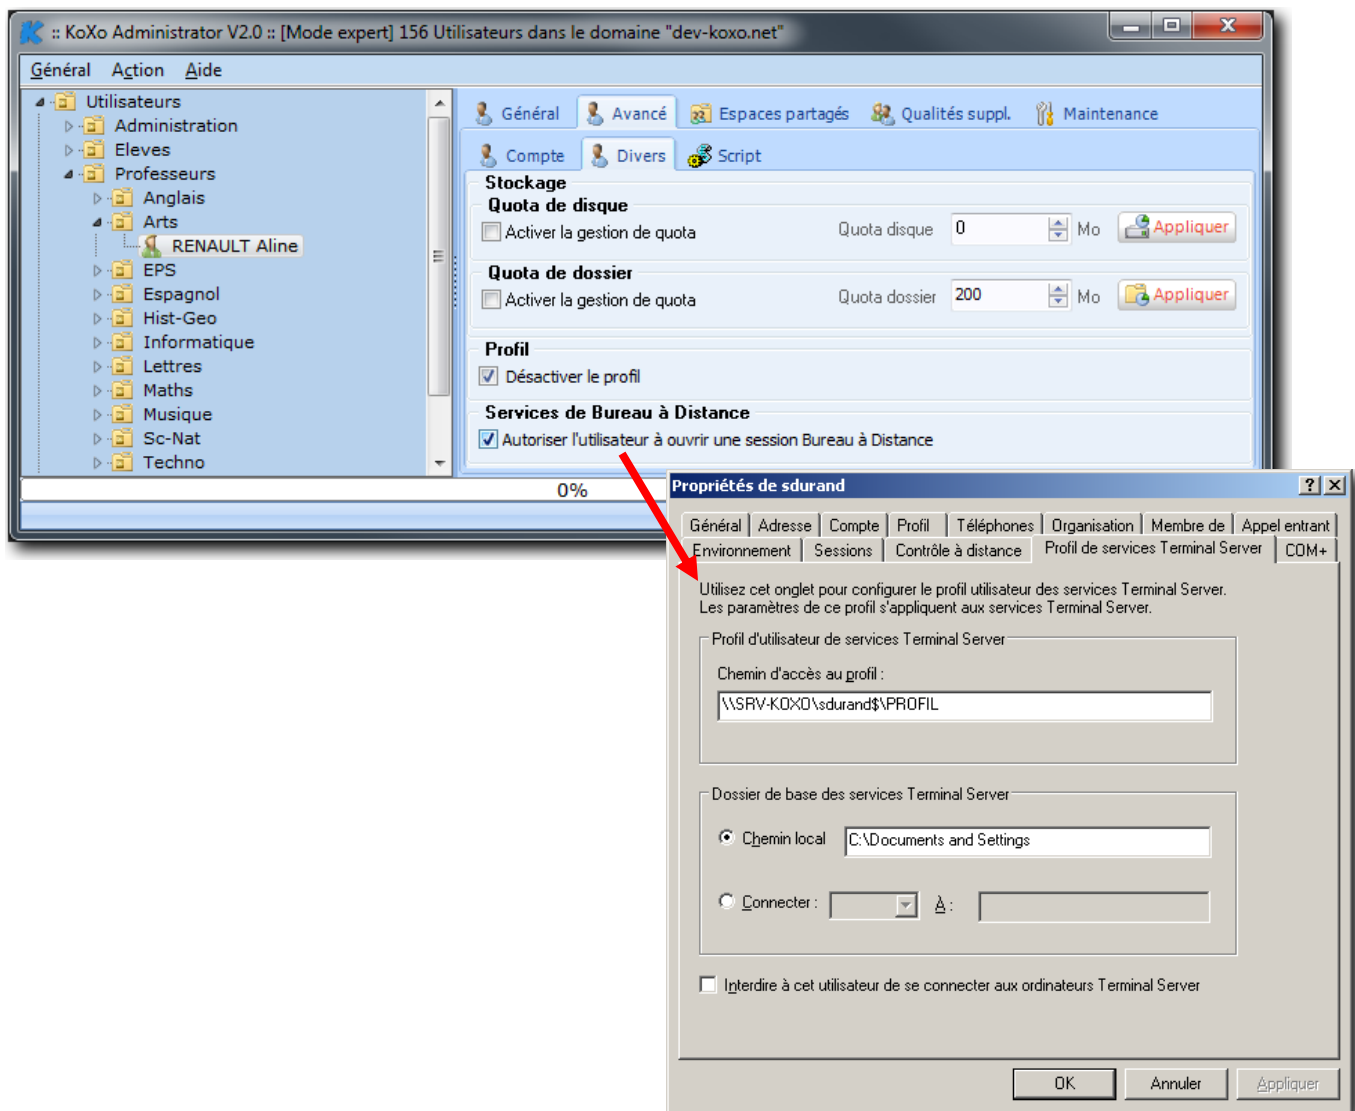 :: KoXo Administrator V2.0 :: [Mode expert] 156 Utilisateurs dans le domaine "dev-koxo.net"
Général Action Aide
Utilisateurs
Administration
Eleves
Professeurs
Anglais
Arts
RENAULT Aline
EPS
Espagnol
Hist-Geo
Informatique
Lettres
Maths
Musique
Sc-Nat
Techno
Général Avancé Espaces partagés Qualités suppl. Maintenance
Compte Divers Script
Stockage
Quota de disque
Activer la gestion de quota Quota disque 0 Mo Appliquer
Quota de dossier
Activer la gestion de quota Quota dossier 200 Mo Appliquer
Profil
Désactiver le profil
Services de Bureau à Distance
Autoriser l'utilisateur à ouvrir une session Bureau à Distance
0%
Propriétés de sdurand
Général Adresse Compte Profil Téléphones Organisation Membre de Appel entrant
Environnement Sessions Contrôle à distance Profil de services Terminal Server COM+
Utilisez cet onglet pour configurer le profil utilisateur des services Terminal Server.
Les paramètres de ce profil s'appliquent aux services Terminal Server.
Profil d'utilisateur de services Terminal Server
Chemin d'accès au profil :
\\SRV-KOXO\sdurand$\PROFIL
Dossier de base des services Terminal Server
Chemin local C:\Documents and Settings
Connecter : À :
Interdire à cet utilisateur de se connecter aux ordinateurs Terminal Server
OK Annuler Appliquer